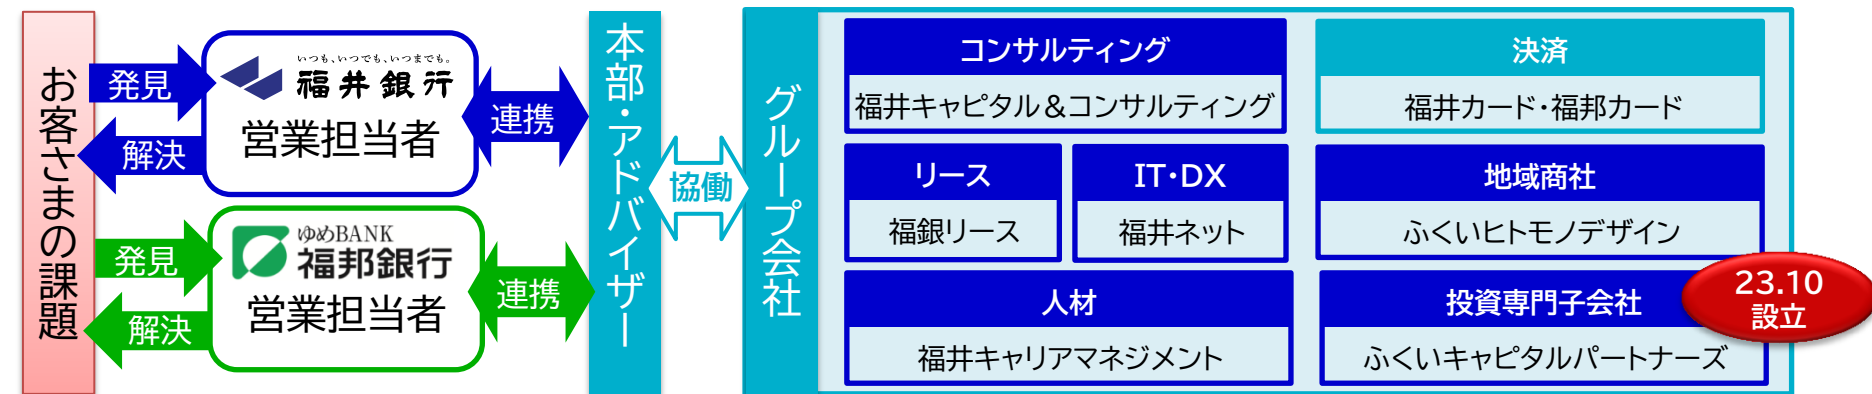 お客さまの課題
発見
解決
いつも、いつでも、いつまでも。
福井銀行
営業担当者
連携
発見
解決
ゆめBANK
福邦銀行
営業担当者
連携
本部・アドバイザー
協働
グループ会社
コンサルティング
福井キャピタル＆コンサルティング
決済
福井カード・福邦カード
リース
福銀リース
IT・DX
福井ネット
地域商社
ふくいヒトモノデザイン
人材
福井キャリアマネジメント
投資専門子会社
ふくいキャピタルパートナーズ
23.10
設立